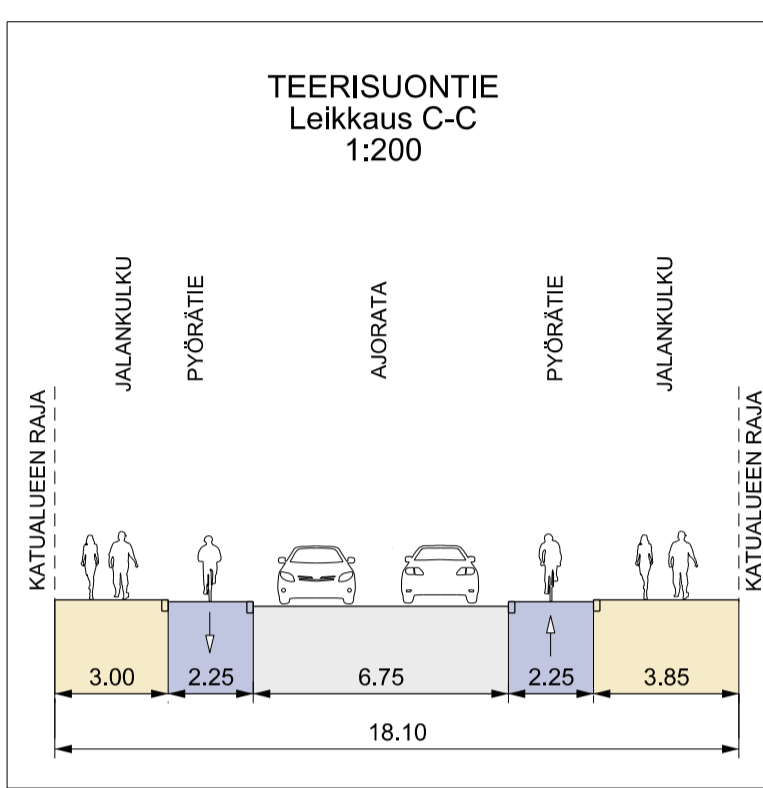 TEERISUONTIE
Leikkaus C-C
1:200
KATUALUEEN RAJA
JALANKULKU
PYÖRÄTIE
AJORATA
PYÖRÄTIE
JALANKULKU
KATUALUEEN RAJA
3.00
2.25
6.75
2.25
3.85
18.10